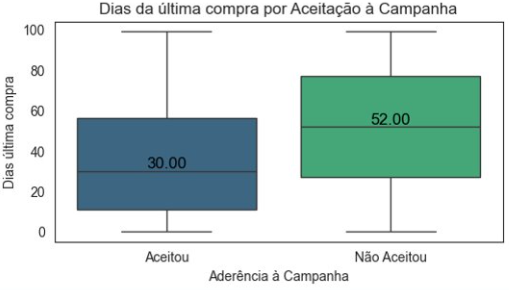 Dias da última compra por Aceitação à Campanha
Dias última compra
100
80
60
40
20
0
30.00
52.00
Aceitou
Não Aceitou
Aderência à Campanha